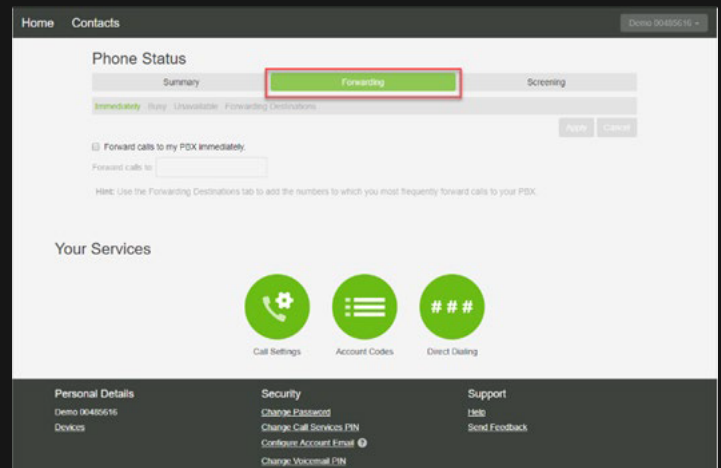 Home Contacts Demo 00485616
Phone Status
Summary Forwarding Screening
Immediately Busy Unavailable Forwarding Destinations
Apply Cancel
Forward calls to my PBX immediately.
Forward calls to:
Hint: Use the Forwarding Destinations tab to add the numbers to which you most frequently forward calls to your PBX.
Your Services
###
Call Settings Account Codes Direct Dialing
Personal Details Security Support
Demo 00485616 Change Password Help
Devices Change Call Services PIN Send Feedback
Configure Account Email ?
Change Voicemail PIN